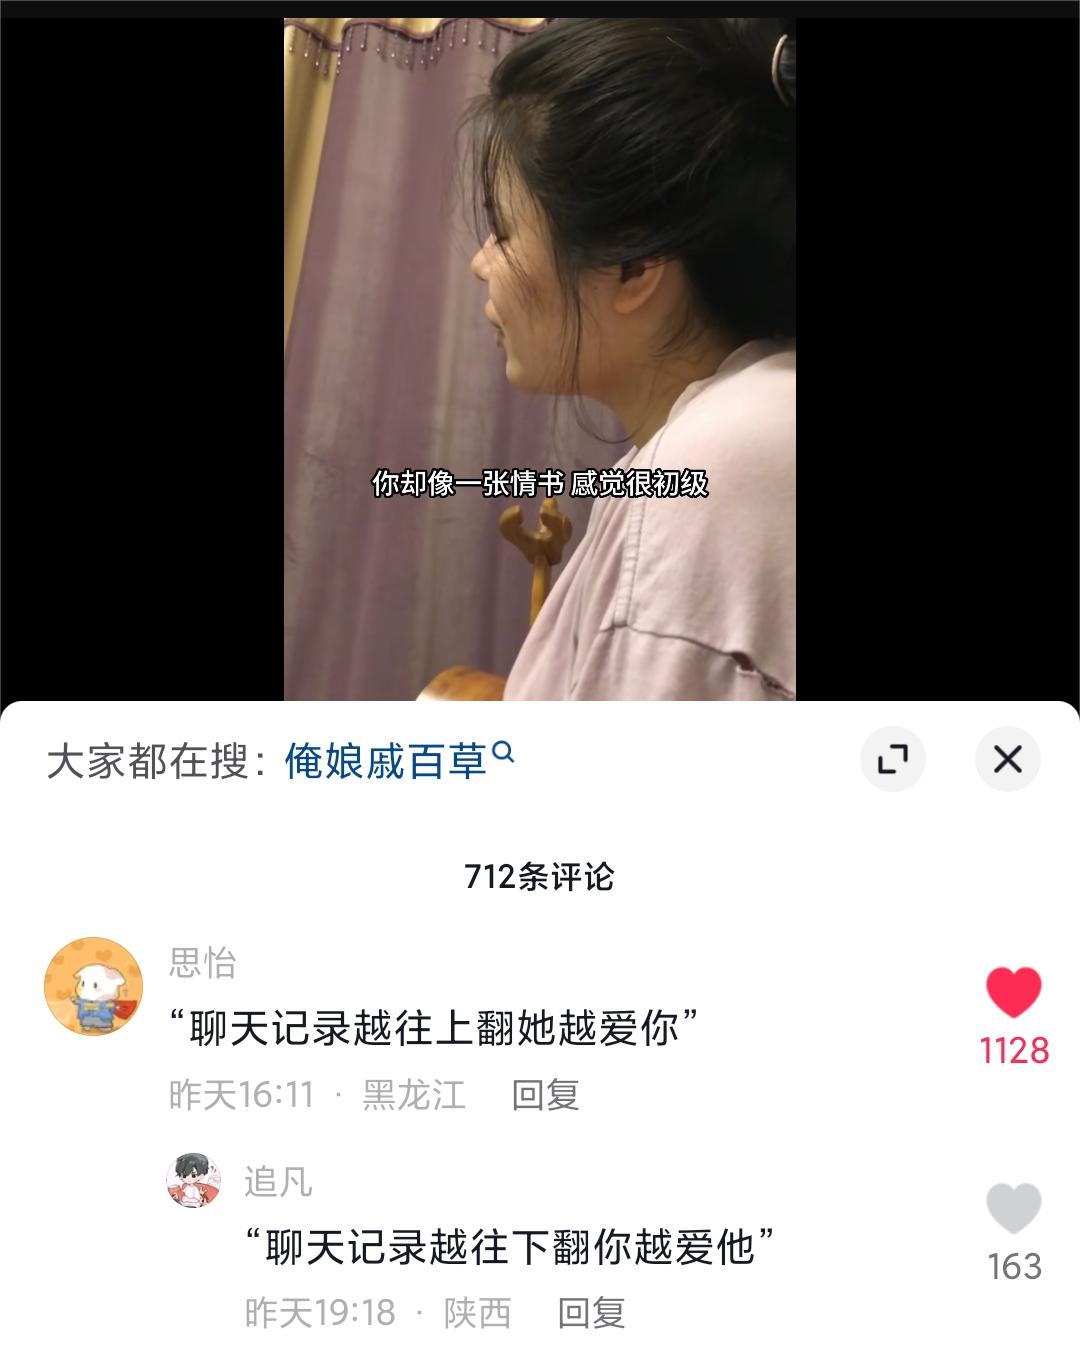 你却像一张情书 感觉很初级
大家都在搜：俺娘戚百草
712条评论
思怡
“聊天记录越往上翻她越爱你”
昨天16:11 · 黑龙江 回复
1128
追凡
“聊天记录越往下翻你越爱他”
昨天19:18 · 陕西 回复
163